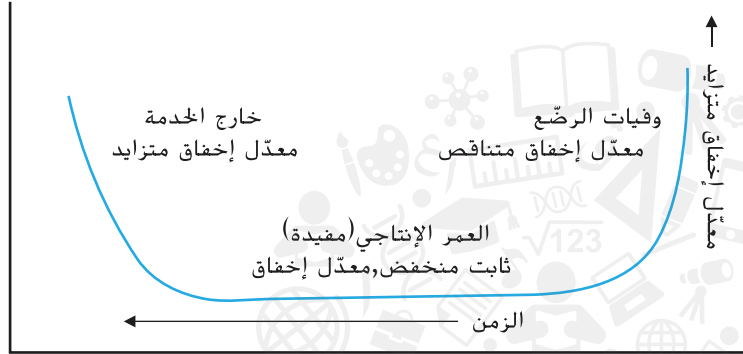 معدّل إخفاق متزايد
وفيات الرضّع
معدّل إخفاق متناقص
خارج الخدمة
معدّل إخفاق متزايد
العمر الإنتاجي(مفيدة)
ثابت منخفض,معدّل إخفاق
الزمن
√123